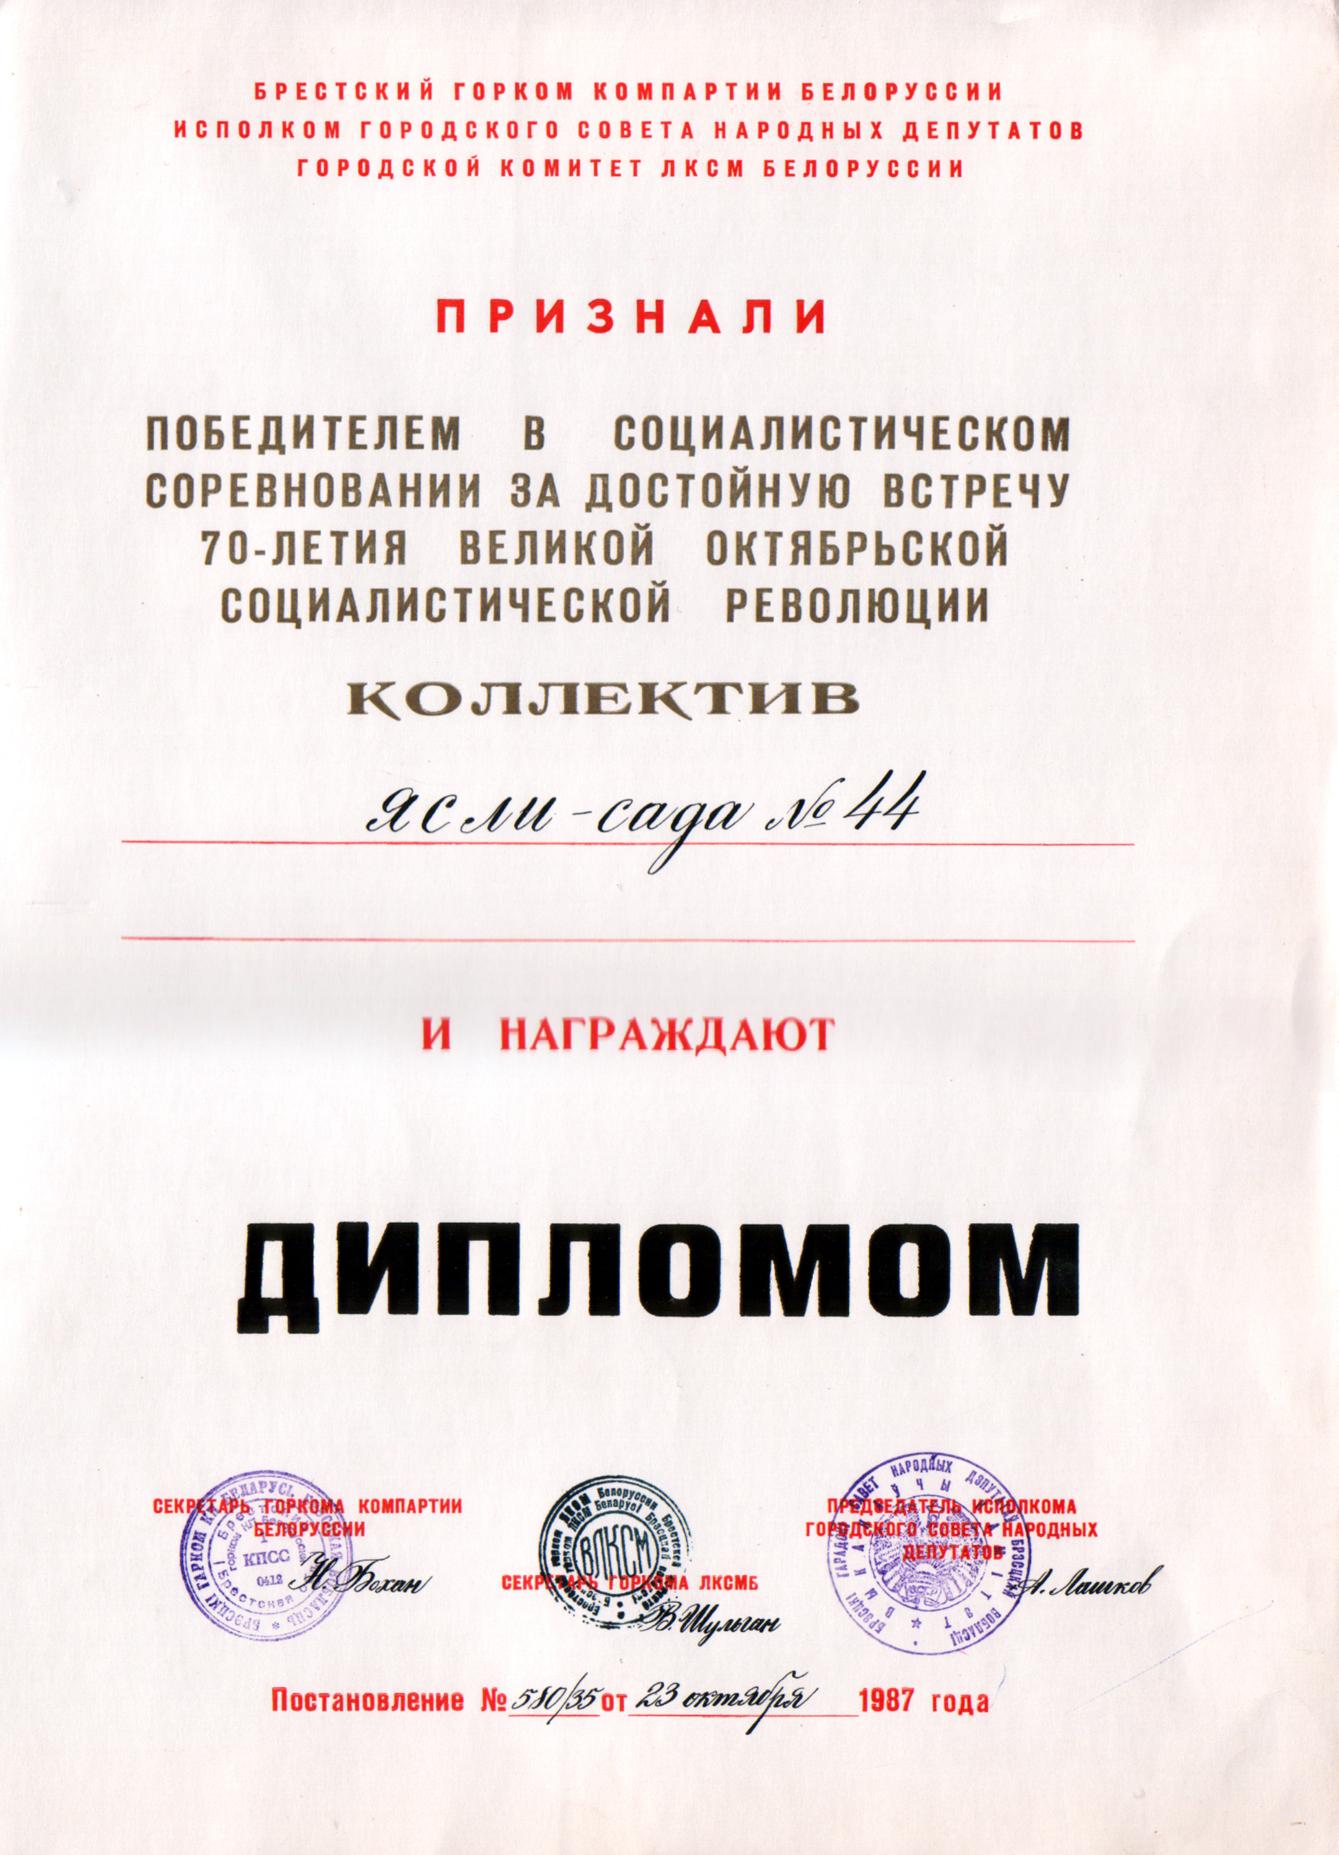 БРЕСТСКИЙ ГОРКОМ КОМПАРТИИ БЕЛОРУССИИ
ИСПОЛКОМ ГОРОДСКОГО СОВЕТА НАРОДНЫХ ДЕПУТАТОВ
ГОРОДСКОЙ КОМИТЕТ ЛКСМ БЕЛОРУССИИ
ПРИЗНАЛИ
ПОБЕДИТЕЛЕМ В СОЦИАЛИСТИЧЕСКОМ
СОРЕВНОВАНИИ ЗА ДОСТОЙНУЮ ВСТРЕЧУ
70-ЛЕТИЯ ВЕЛИКОЙ ОКТЯБРЬСКОЙ
СОЦИАЛИСТИЧЕСКОЙ РЕВОЛЮЦИИ
КОЛЛЕКТИВ
ясли-сада № 44
И НАГРАЖДАЮТ
ДИПЛОМОМ
СЕКРЕТАРЬ ГОРКОМА КОМПАРТИИ
БЕЛОРУССИИ
КПСС
0412
Н. Бохан
ВЛКСМ
СЕКРЕТАРЬ ГОРКОМА ЛКСМБ
В. Шульган
ПРЕДСЕДАТЕЛЬ ИСПОЛКОМА
ГОРОДСКОГО СОВЕТА НАРОДНЫХ
ДЕПУТАТОВ
А. Лашков
Постановление № 580/35 от 23 октября 1987 года